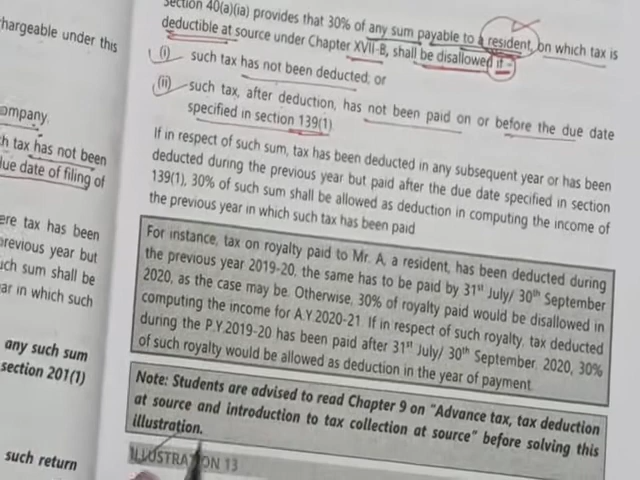 hargeable under this
ompany.
h tax has not been
ue date of filing of
ere tax has been
previous year but
uch sum shall be
ar in which such
any such sum
section 201(1)
such return
Section 40(a)(ia) provides that 30% of any sum payable to a resident, on which tax is
deductible at source under Chapter XVII-B, shall be disallowed if -
(i) such tax has not been deducted; or
(ii) such tax, after deduction, has not been paid on or before the due date
specified in section 139(1)
If in respect of such sum, tax has been deducted in any subsequent year or has been
deducted during the previous year but paid after the due date specified in section
139(1), 30% of such sum shall be allowed as deduction in computing the income of
the previous year in which such tax has been paid
For instance, tax on royalty paid to Mr. A, a resident, has been deducted during
the previous year 2019-20, the same has to be paid by 31st July/ 30th September
2020, as the case may be. Otherwise, 30% of royalty paid would be disallowed in
computing the income for A.Y.2020-21. If in respect of such royalty, tax deducted
during the P.Y.2019-20 has been paid after 31st July/ 30th September, 2020, 30%
of such royalty would be allowed as deduction in the year of payment
Note: Students are advised to read Chapter 9 on "Advance tax, tax deduction
at source and introduction to tax collection at source" before solving this
illustration.
ILLUSTRATION 13